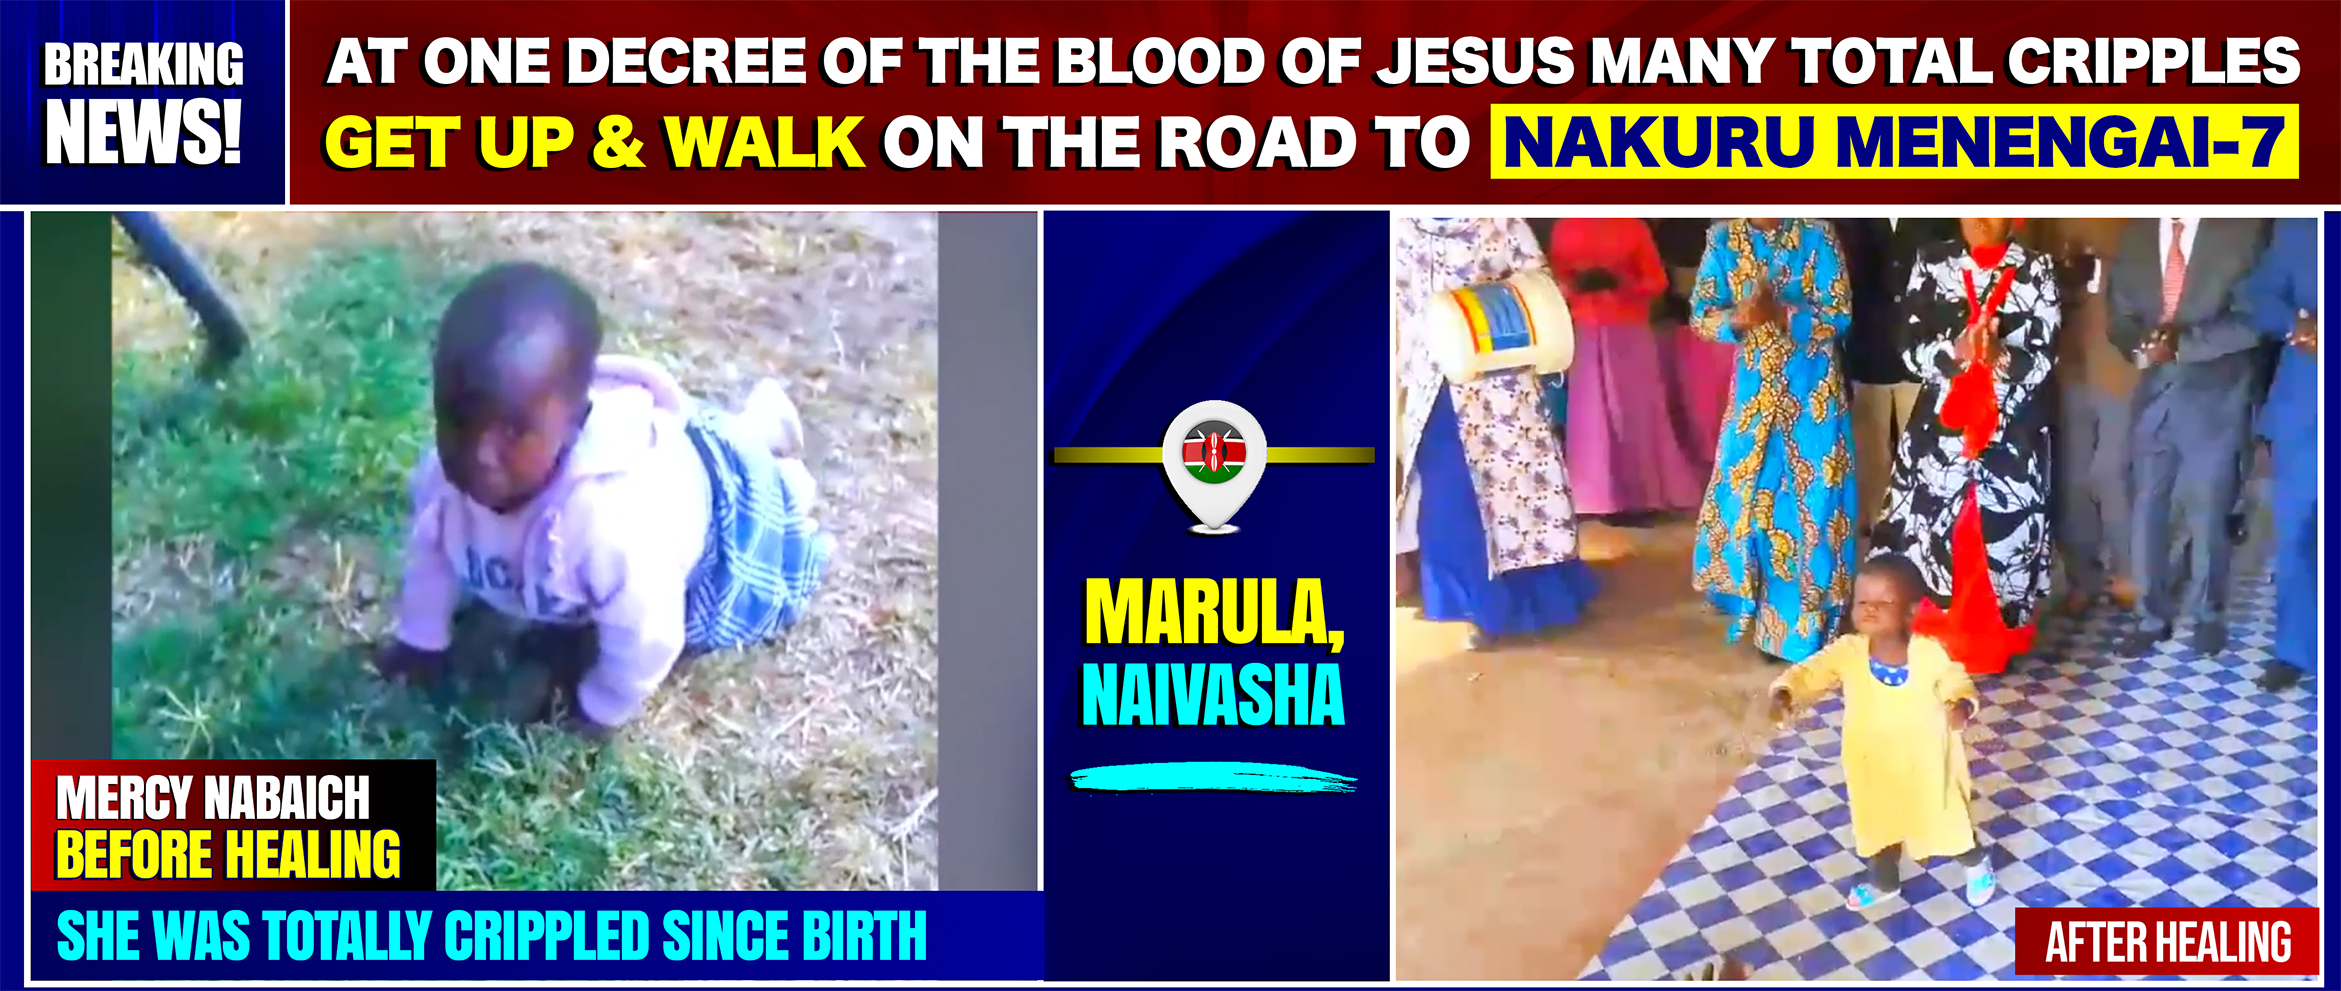 BREAKING
NEWS!
AT ONE DECREE OF THE BLOOD OF JESUS MANY TOTAL CRIPPLES
GET UP & WALK ON THE ROAD TO NAKURU MENENGAI-7
MERCY NABAICH
BEFORE HEALING
SHE WAS TOTALLY CRIPPLED SINCE BIRTH
MARULA,
NAIVASHA
AFTER HEALING